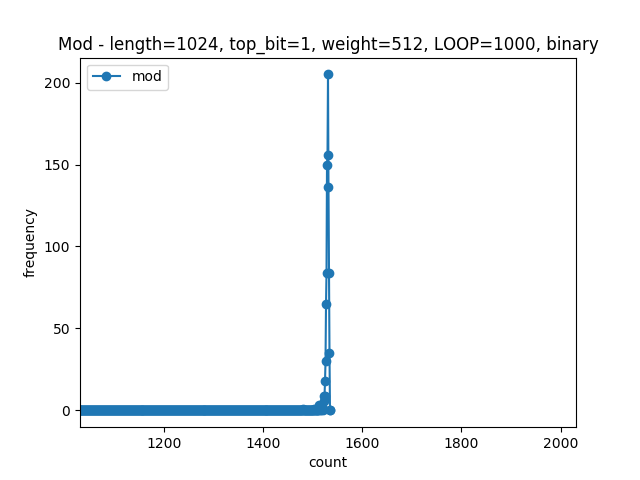 Mod - length=1024, top_bit=1, weight=512, LOOP=1000, binary
mod
200
150
100
50
0
frequency
1200 1400 1600 1800 2000
count